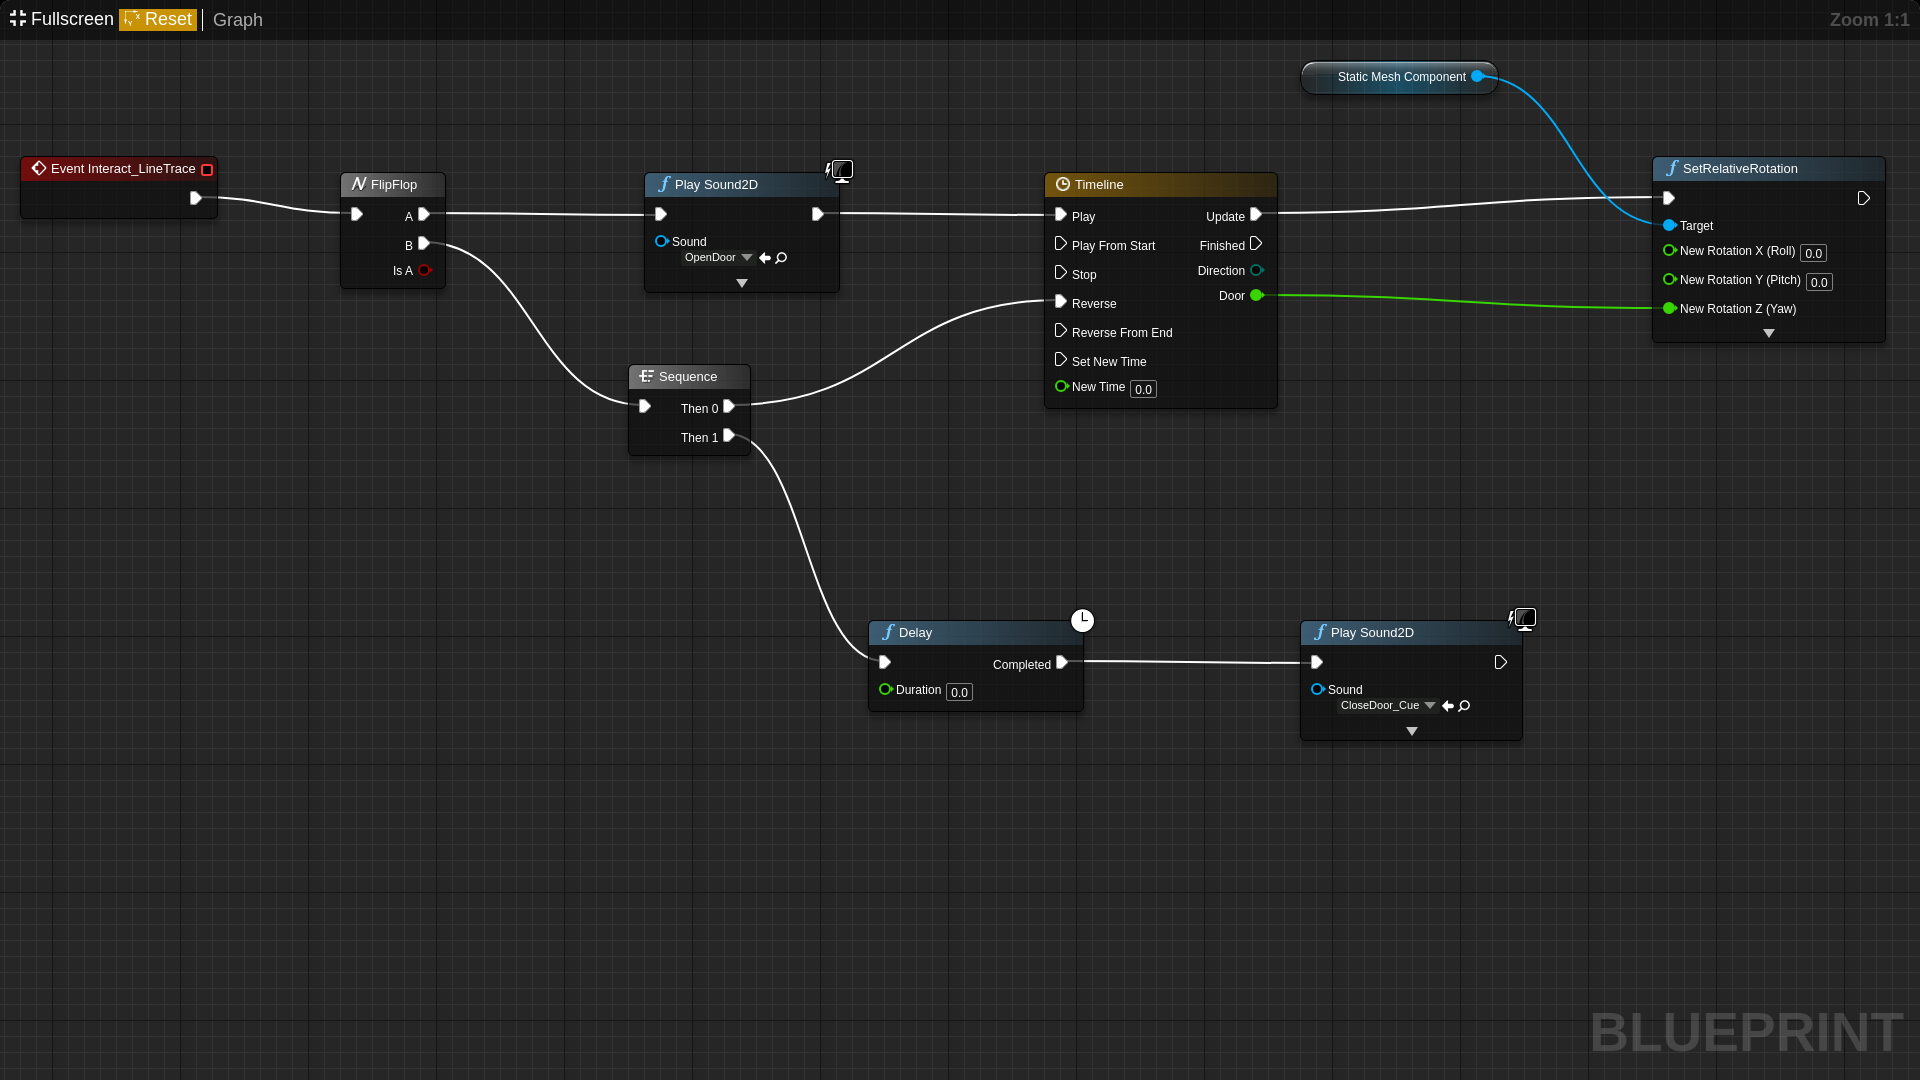 Fullscreen Reset Graph
Zoom 1:1
Static Mesh Component
Event Interact_LineTrace
FlipFlop
A
B
Is A
Play Sound2D
Sound
OpenDoor
Timeline
Play Update
Play From Start Finished
Stop Direction
Reverse Door
Reverse From End
Set New Time
New Time 0.0
SetRelativeRotation
Target
New Rotation X (Roll) 0.0
New Rotation Y (Pitch) 0.0
New Rotation Z (Yaw)
Sequence
Then 0
Then 1
Delay
Completed
Duration 0.0
Play Sound2D
Sound
CloseDoor_Cue
BLUEPRINT